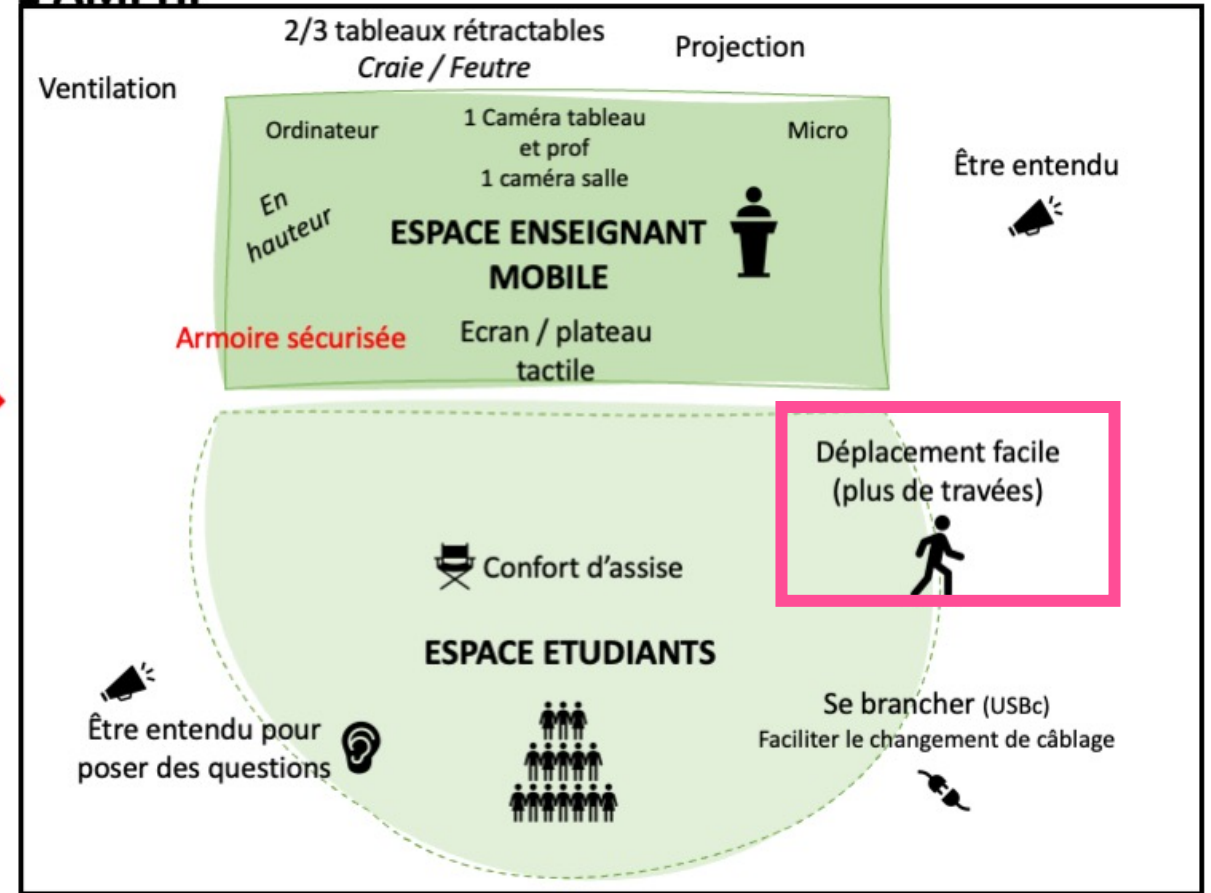 2/3 tableaux rétractables
Craie / Feutre
Projection
Ventilation
Ordinateur
1 Caméra tableau
et prof
1 caméra salle
Micro
Être entendu
En
hauteur
ESPACE ENSEIGNANT
MOBILE
Armoire sécurisée
Ecran / plateau
tactile
Déplacement facile
(plus de travées)
Confort d'assise
ESPACE ETUDIANTS
Être entendu pour
poser des questions
Se brancher (USBc)
Faciliter le changement de câblage